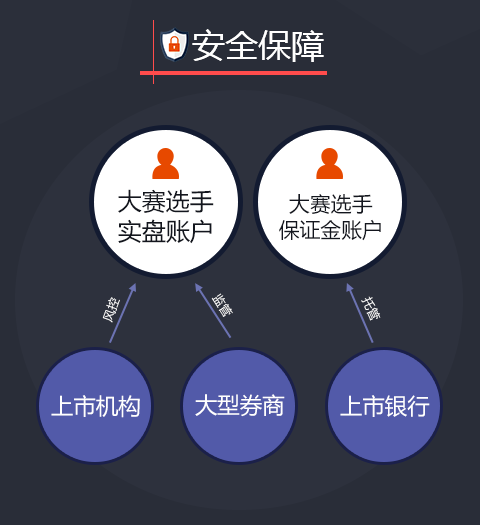 安全保障
大赛选手
实盘账户
大赛选手
保证金账户
风控
监管
托管
上市机构
大型券商
上市银行